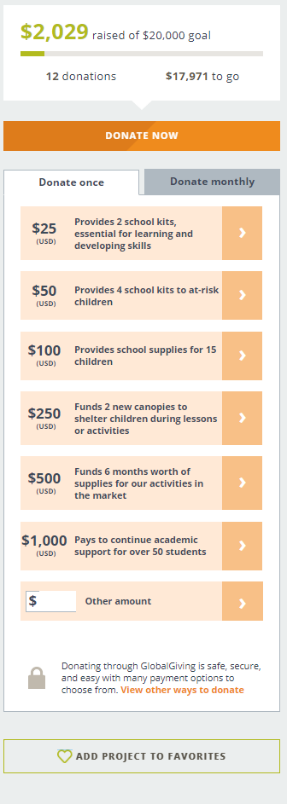 $2,029 raised of $20,000 goal
12 donations $17,971 to go
DONATE NOW
Donate once Donate monthly
$25
(USD)
Provides 2 school kits,
essential for learning and
developing skills
$50
(USD)
Provides 4 school kits to at-risk
children
$100
(USD)
Provides school supplies for 15
children
$250
(USD)
Funds 2 new canopies to
shelter children during lessons
or activities
$500
(USD)
Funds 6 months worth of
supplies for our activities in
the market
$1,000
(USD)
Pays to continue academic
support for over 50 students
$ Other amount
Donating through GlobalGiving is safe, secure,
and easy with many payment options to
choose from. View other ways to donate
ADD PROJECT TO FAVORITES